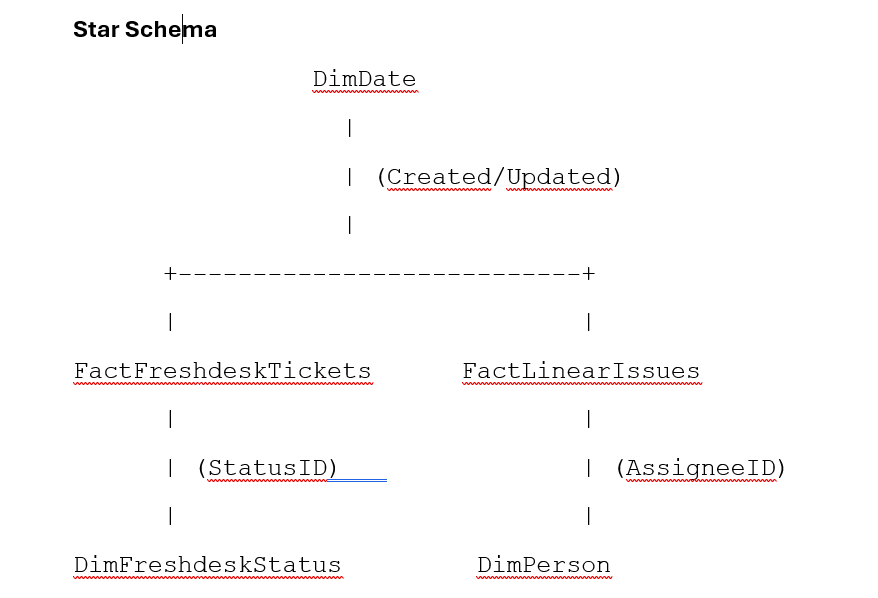 Star Schema
DimDate
|
| (Created/Updated)
|
+---------------------------+
| |
FactFreshdeskTickets FactLinearIssues
| |
| (StatusID) | (AssigneeID)
| |
DimFreshdeskStatus DimPerson